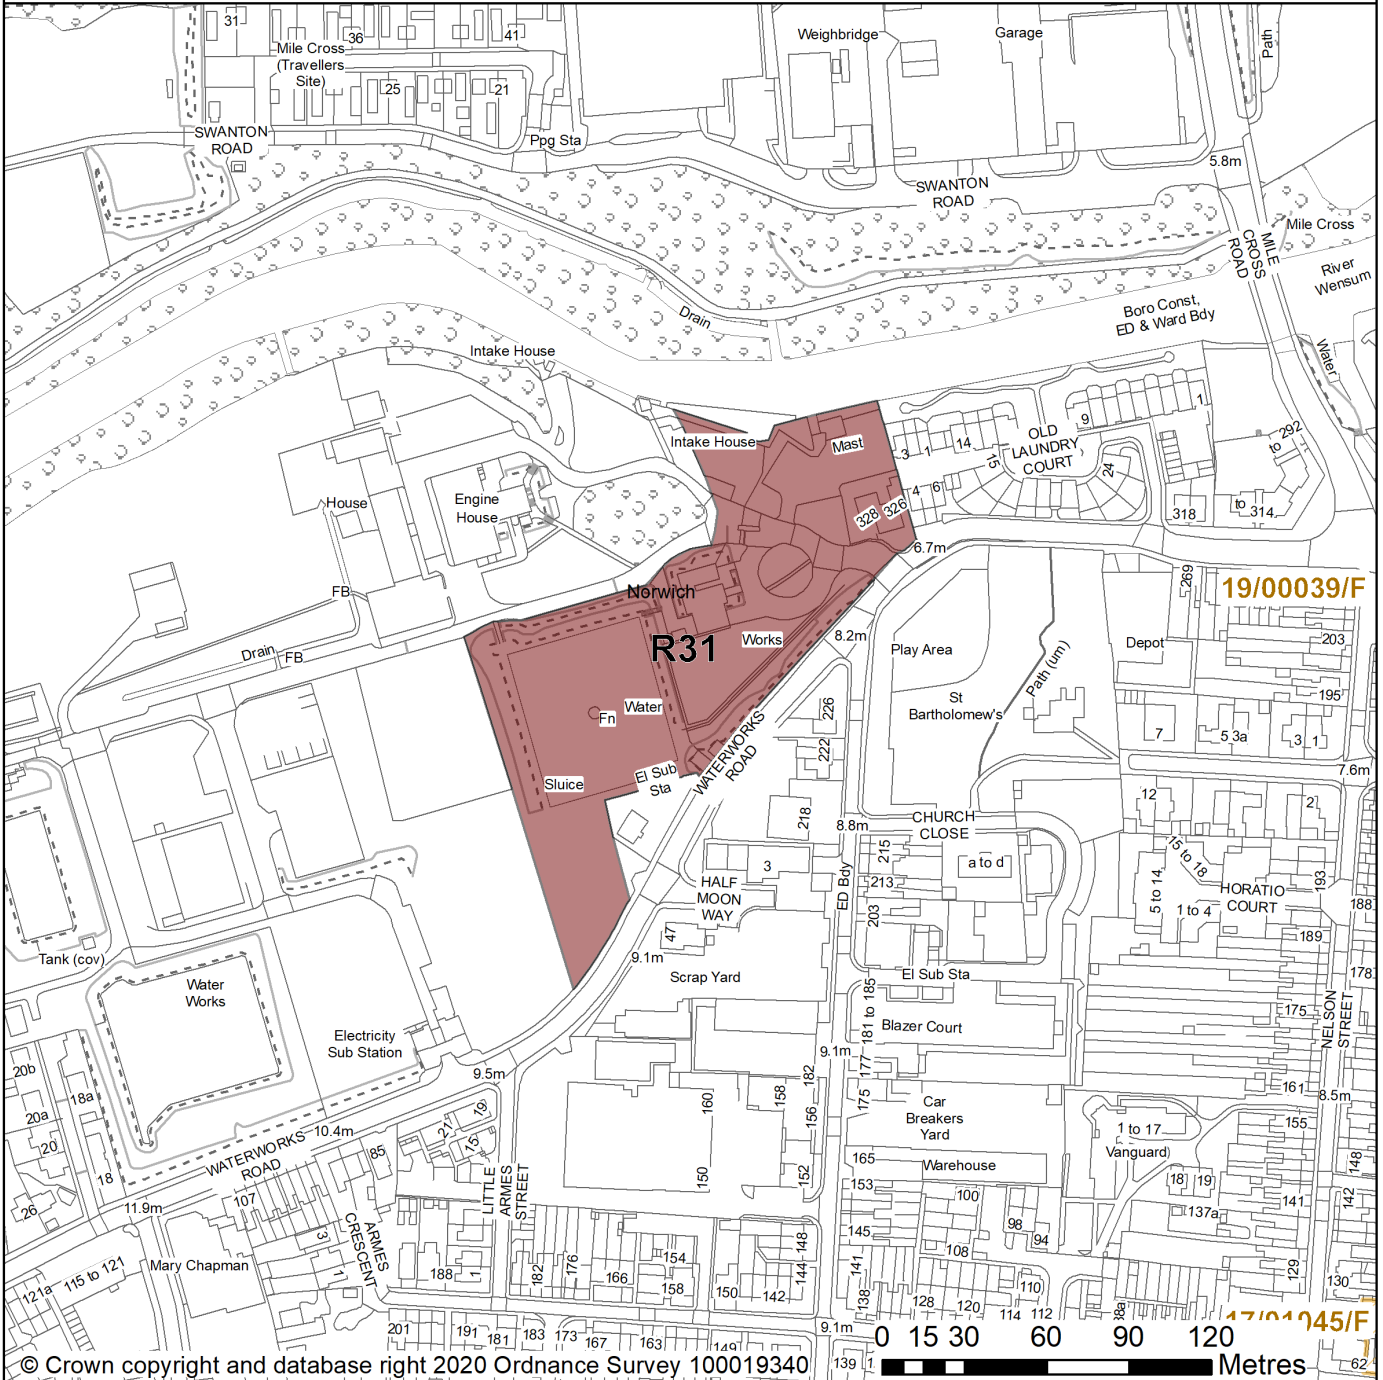 31
36
41
Mile Cross
(Travellers
Site)
25
21
Weighbridge
Garage
Path
SWANTON
ROAD
Ppg Sta
5.8m
SWANTON
ROAD
MILE
CROSS
ROAD
Mile Cross
River
Wensum
Boro Const,
ED & Ward Bdy
Drain
Water
Intake House
Intake House
Mast
3
1
14
15
OLD
LAUNDRY
COURT
9
1
24
292
to
4
6
328
326
318
to
314
House
Engine
House
6.7m
FB
Norwich
269
19/00039/F
R31
Works
8.2m
Play Area
Depot
203
Drain
FB
Path (um)
195
Water
Fn
226
St
Bartholomew's
222
7
5 3a
3 1
WATERWORKS
ROAD
Sluice
El Sub
Sta
7.6m
12
2
218
8.8m
CHURCH
CLOSE
215
a to d
15 to 18
3
213
ED Bdy
5 to 14
1 to 4
HORATIO
COURT
193
188
HALF
MOON
WAY
203
47
189
Tank (cov)
9.1m
Scrap Yard
El Sub Sta
178
Water
Works
181 to 185
Blazer Court
175
NELSON
STREET
Electricity
Sub Station
9.1m
177
20b
9.5m
182
161
8.5m
18a
160
158
156
175
Car
Breakers
Yard
20a
19
155
20
21
15
10.4m
1 to 17
Vanguard
WATERWORKS
ROAD
85
165
Warehouse
148
18
150
152
153
18
19
26
107
11.9m
LITTLE
ARMES
STREET
100
141
142
137a
3
ARMES
CRESCENT
98
94
145
148
Mary Chapman
1
188
1
182
176
154
108
141
144
166
158
129
130
115 to 121
121a
150
142
138
110
128
120
114
112
38a
17/01045/F
201
191
181
183
173
167
163
149
9.1m
139
62
0 15 30 60 90 120
Metres
© Crown copyright and database right 2020 Ordnance Survey 100019340